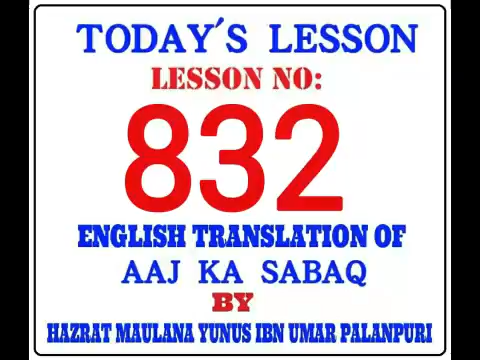 TODAY'S LESSON
LESSON NO:
832
ENGLISH TRANSLATION OF
AAJ KA SABAQ
BY
HAZRAT MAULANA YUNUS IBN UMAR PALANPURI